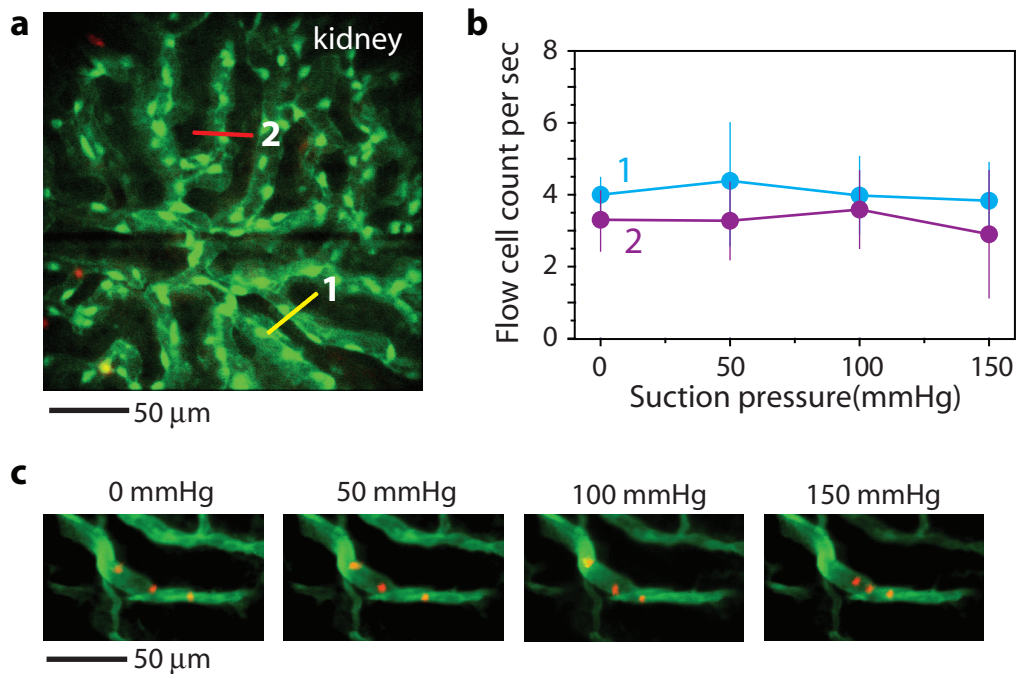 a
kidney
2
1
50 μm
b
Flow cell count per sec
8
6
4
2
0
1
2
0
50
100
150
Suction pressure(mmHg)
c
0 mmHg
50 mmHg
100 mmHg
150 mmHg
50 μm